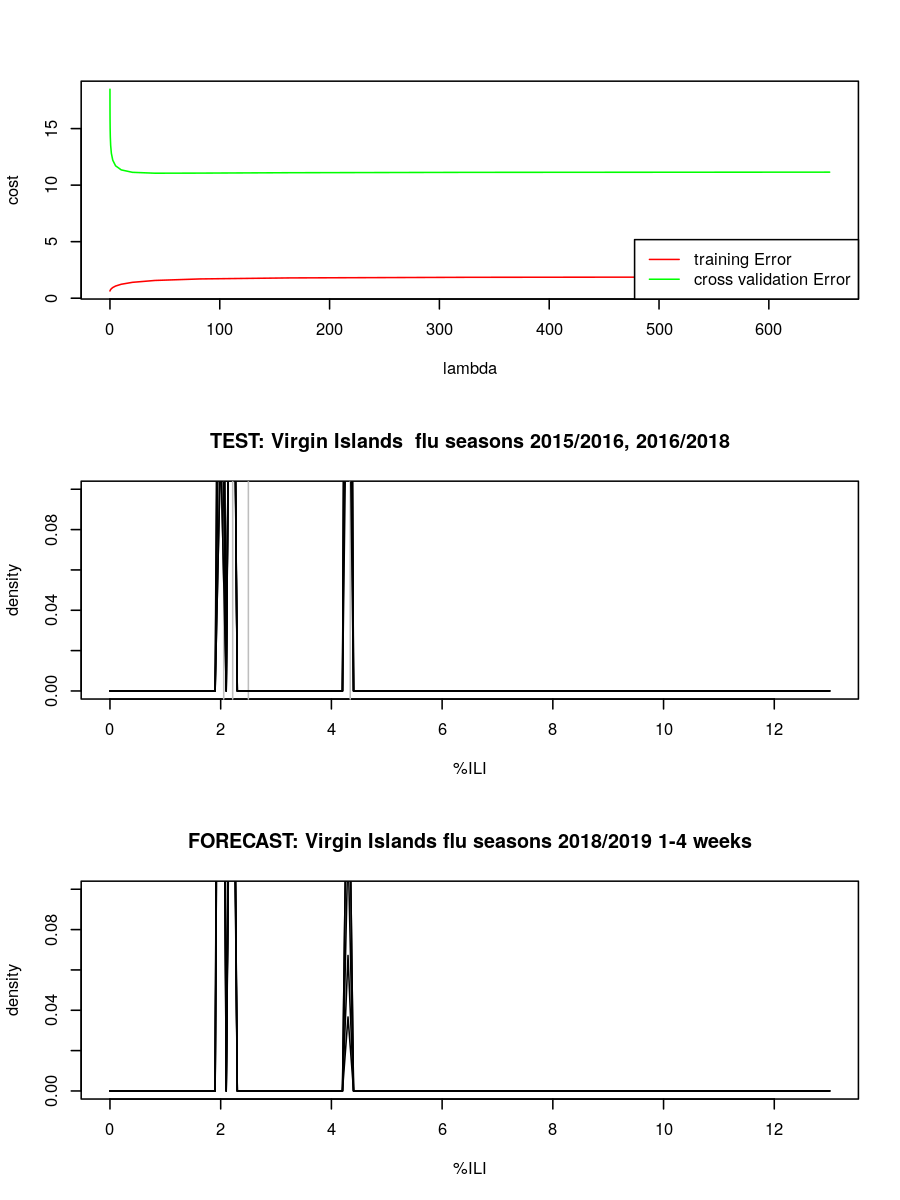 15
10
5
0
cost
training Error
cross validation Error
0 100 200 300 400 500 600
lambda
TEST: Virgin Islands  flu seasons 2015/2016, 2016/2018
0.08
0.04
0.00
density
0 2 4 6 8 10 12
%ILI
FORECAST: Virgin Islands flu seasons 2018/2019 1-4 weeks
0.08
0.04
0.00
density
0 2 4 6 8 10 12
%ILI